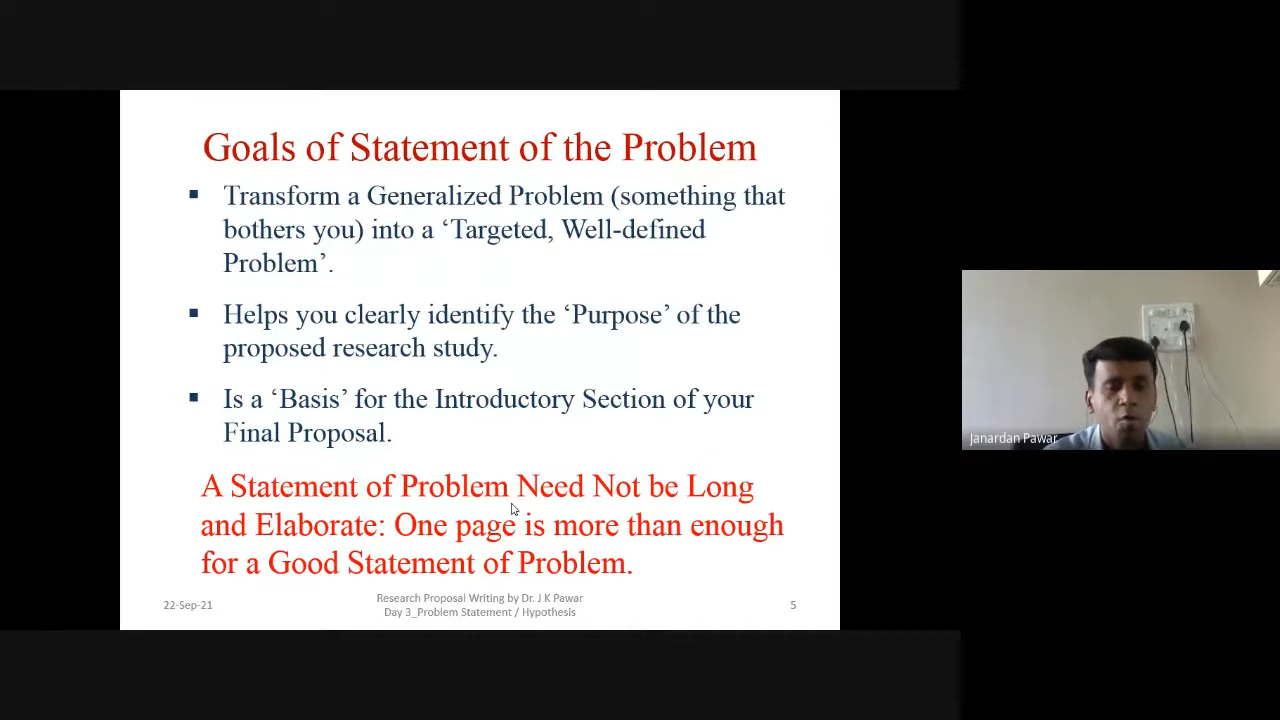 Goals of Statement of the Problem
▪ Transform a Generalized Problem (something that
bothers you) into a ‘Targeted, Well-defined
Problem’.
▪ Helps you clearly identify the ‘Purpose’ of the
proposed research study.
▪ Is a ‘Basis’ for the Introductory Section of your
Final Proposal.
A Statement of Problem Need Not be Long
and Elaborate: One page is more than enough
for a Good Statement of Problem.
22-Sep-21
Research Proposal Writing by Dr. J K Pawar
Day 3_Problem Statement / Hypothesis
5
Janardan Pawar